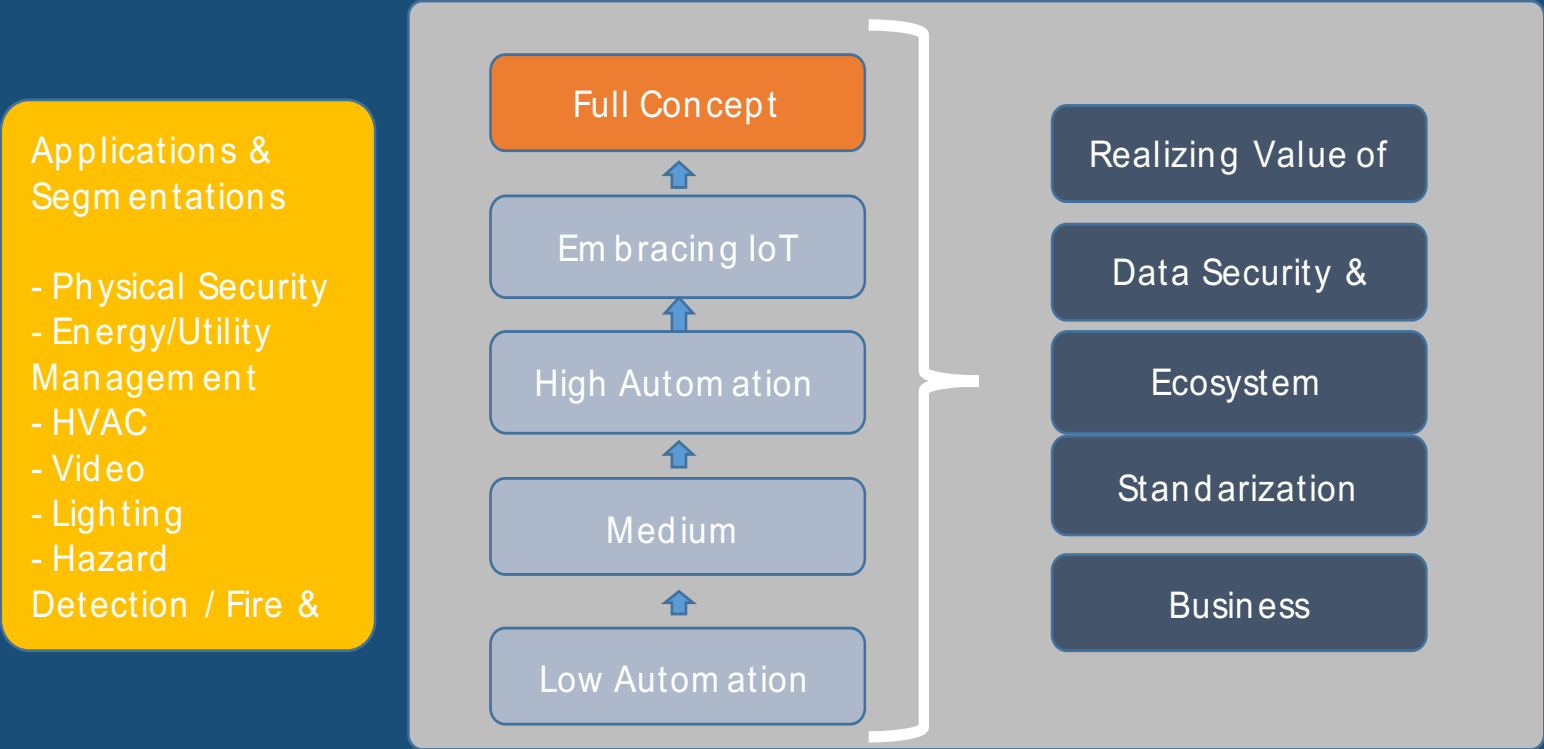 Applications &
Segmentations
- Physical Security
- Energy/Utility
Management
- HVAC
- Video
- Lighting
- Hazard
Detection / Fire &
Full Concept
Embracing IoT
High Automation
Medium
Low Automation
Realizing Value of
Data Security &
Ecosystem
Standarization
Business